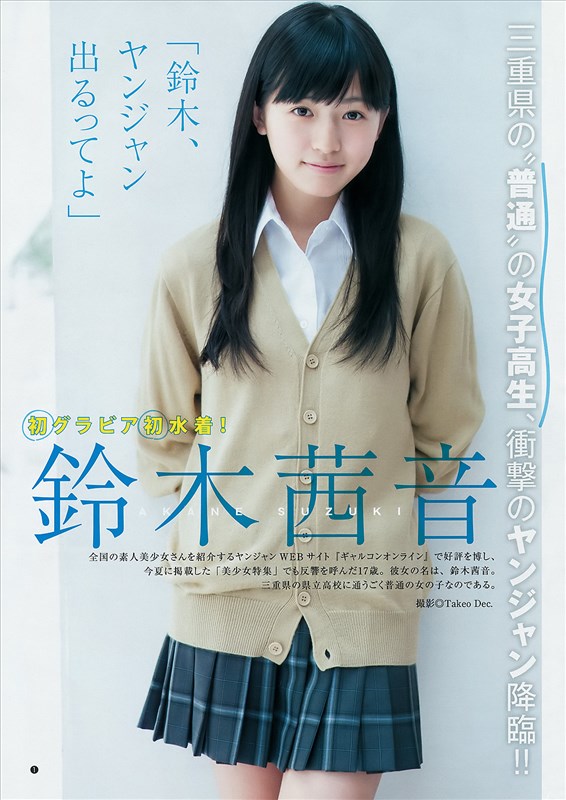 三重県の〝普通〟の女子高生、衝撃のヤンジャン降臨!!
「鈴木、
ヤンジャン
出るってよ」
初グラビア初水着!
鈴木茜音
AKANE SUZUKI
全国の素人美少女さんを紹介するヤンジャンWEBサイト『ギャルコンオンライン』で好評を博し、
今夏に掲載した「美少女特集」でも反響を呼んだ17歳。彼女の名は、鈴木茜音。
三重県の県立高校に通うごく普通の女の子なのである。
撮影◎Takeo Dec.
1